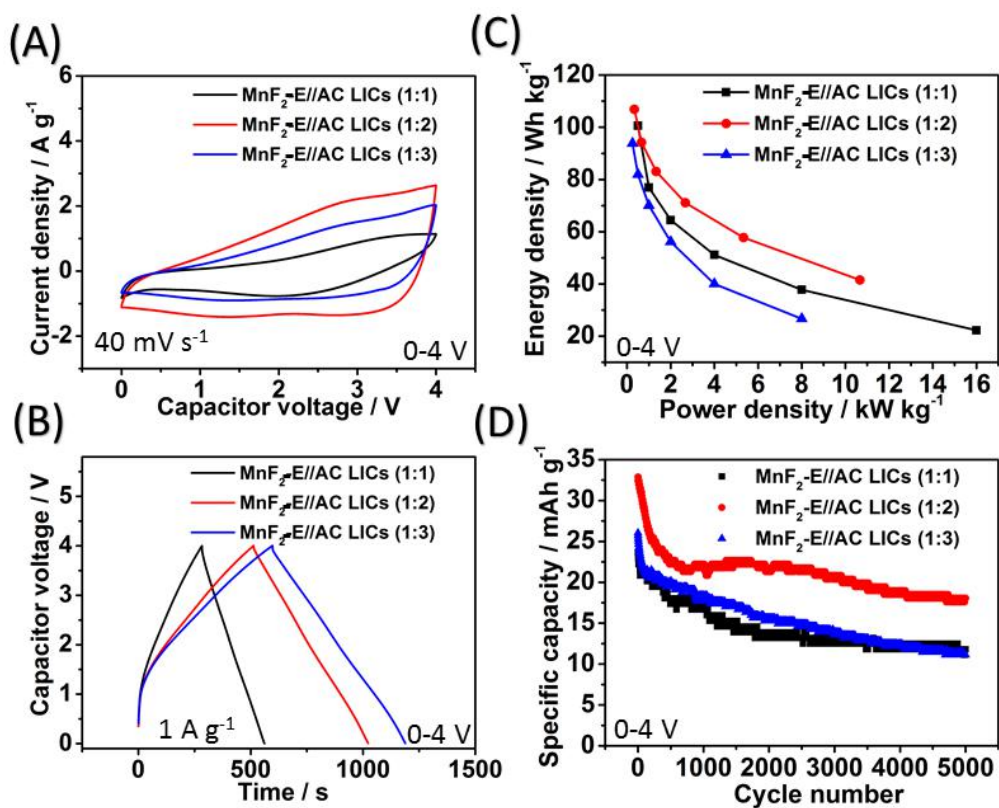 (A)
Current density / A g⁻¹
6
4
2
0
-2
MnF₂-E//AC LICs (1:1)
MnF₂-E//AC LICs (1:2)
MnF₂-E//AC LICs (1:3)
40 mV s⁻¹
0-4 V
0 1 2 3 4
Capacitor voltage / V
(C)
Energy density / Wh kg⁻¹
120
100
80
60
40
20
MnF₂-E//AC LICs (1:1)
MnF₂-E//AC LICs (1:2)
MnF₂-E//AC LICs (1:3)
0-4 V
0 2 4 6 8 10 12 14 16
Power density / kW kg⁻¹
(B)
Capacitor voltage / V
5
4
3
2
1
0
MnF₂-E//AC LICs (1:1)
MnF₂-E//AC LICs (1:2)
MnF₂-E//AC LICs (1:3)
1 A g⁻¹
0-4 V
0 500 1000 1500
Time / s
(D)
Specific capacity / mAh g⁻¹
35
30
25
20
15
10
5
0
MnF₂-E//AC LICs (1:1)
MnF₂-E//AC LICs (1:2)
MnF₂-E//AC LICs (1:3)
0-4 V
0 1000 2000 3000 4000 5000
Cycle number